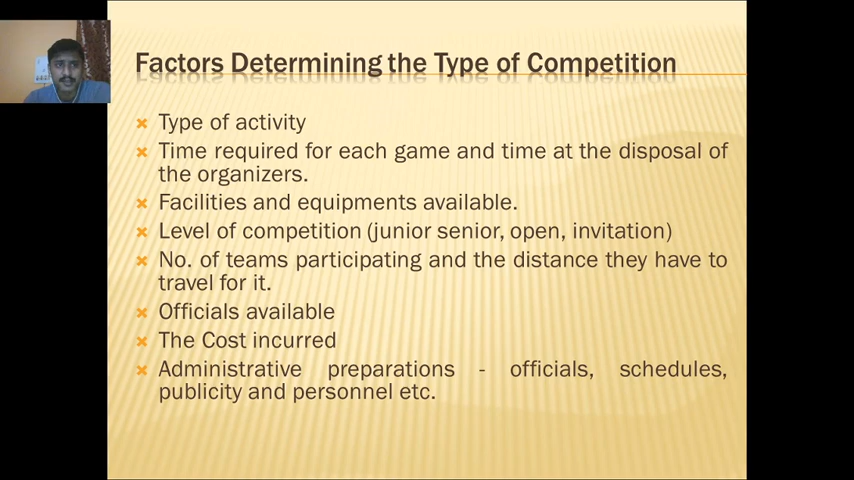 Factors Determining the Type of Competition
Type of activity
Time required for each game and time at the disposal of
the organizers.
Facilities and equipments available.
Level of competition (junior senior, open, invitation)
No. of teams participating and the distance they have to
travel for it.
Officials available
The Cost incurred
Administrative preparations - officials, schedules,
publicity and personnel etc.